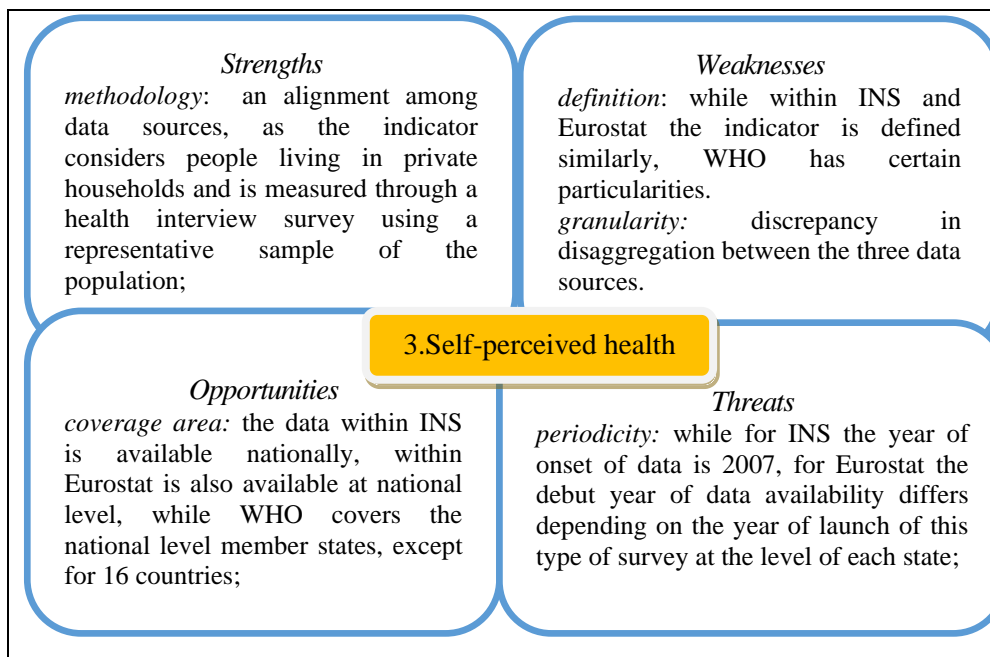 Strengths
methodology: an alignment among
data sources, as the indicator
considers people living in private
households and is measured through a
health interview survey using a
representative sample of the
population;
Weaknesses
definition: while within INS and
Eurostat the indicator is defined
similarly, WHO has certain
particularities.
granularity: discrepancy in
disaggregation between the three data
sources.
3.Self-perceived health
Opportunities
coverage area: the data within INS
is available nationally, within
Eurostat is also available at national
level, while WHO covers the
national level member states, except
for 16 countries;
Threats
periodicity: while for INS the year of
onset of data is 2007, for Eurostat the
debut year of data availability differs
depending on the year of launch of this
type of survey at the level of each state;